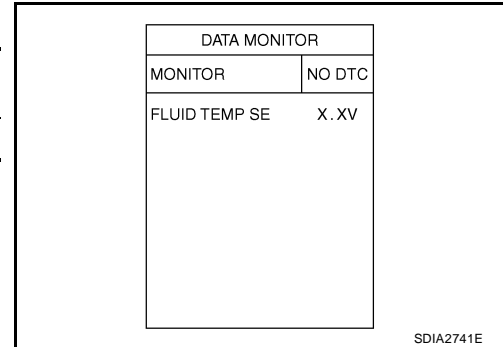 DATA MONITOR
MONITOR NO DTC
FLUID TEMP SE X.XV
SDIA2741E